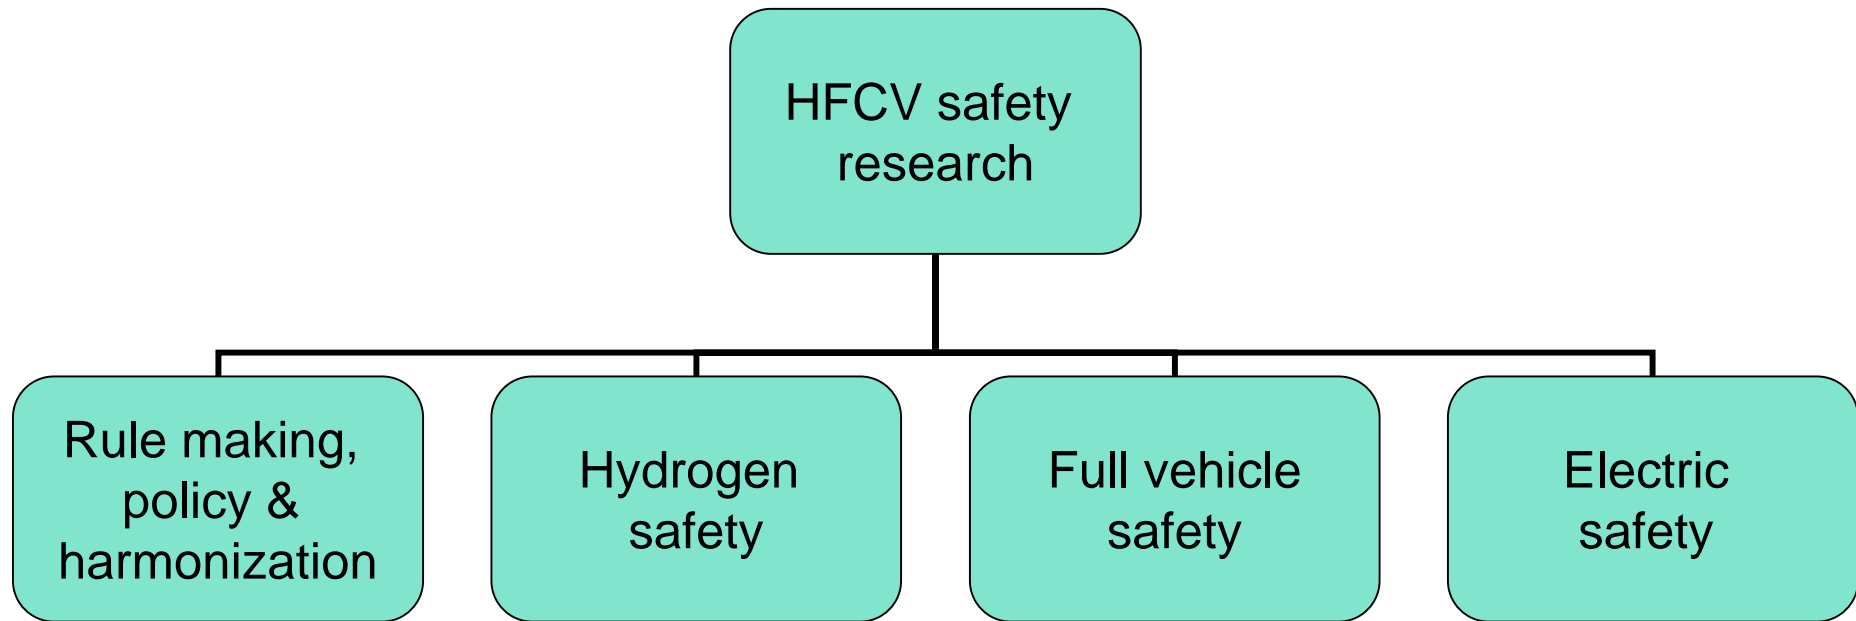 HFCV safety
research
Rule making,
policy &
harmonization
Hydrogen
safety
Full vehicle
safety
Electric
safety